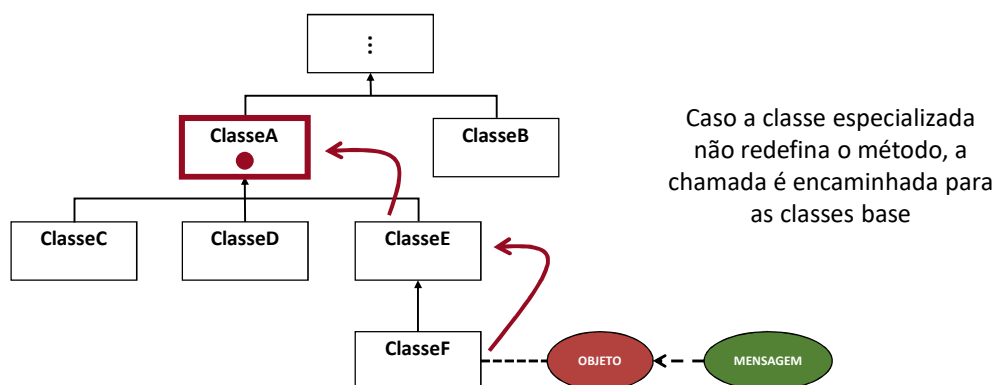 ⋮
ClasseA
ClasseB
Caso a classe especializada
não redefina o método, a
chamada é encaminhada para
as classes base
ClasseC
ClasseD
ClasseE
ClasseF
OBJETO
MENSAGEM